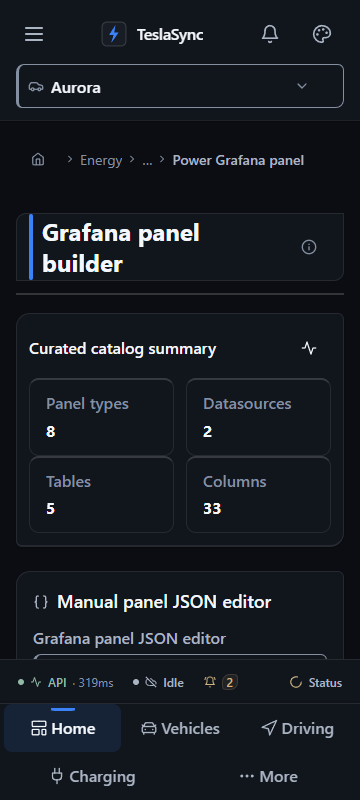 TeslaSync
Aurora
Energy ... Power Grafana panel
Grafana panel
builder
Curated catalog summary
Panel types
8
Datasources
2
Tables
5
Columns
33
{} Manual panel JSON editor
Grafana panel JSON editor
API · 319ms Idle 2 Status
Home Vehicles Driving
Charging ··· More